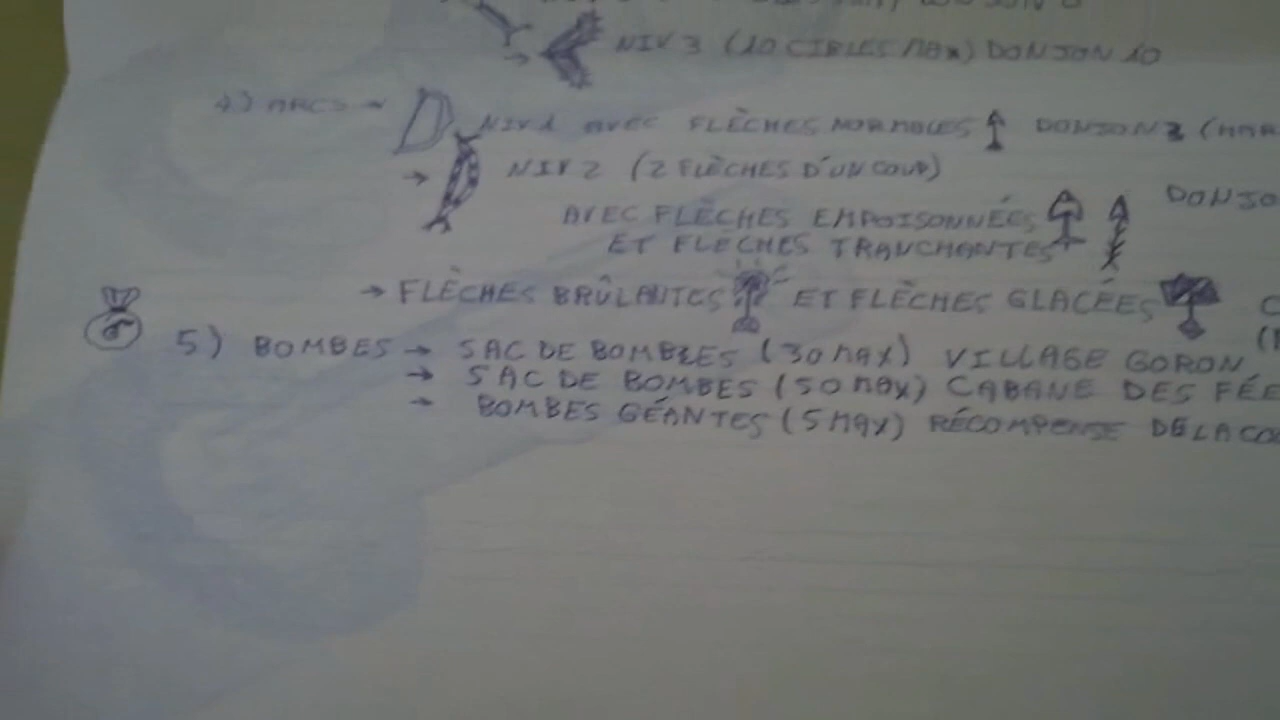 NIV 3 (10 CIBLES MAX) DONJON 10
4) ARCS → NIV 1 AVEC FLÈCHES NORMALES DONJON 3
→ NIV 2 (2 FLÈCHES D'UN COUP)
AVEC FLÈCHES EMPOISONNÉES
ET FLÈCHES TRANCHANTES
→ FLÈCHES BRÛLANTES ET FLÈCHES GLACÉES
5) BOMBES → SAC DE BOMBES (30 MAX) VILLAGE GORON
→ SAC DE BOMBES (50 MAX) CABANE DES FÉE
→ BOMBES GÉANTES (5 MAX) RÉCOMPENSE DE LA